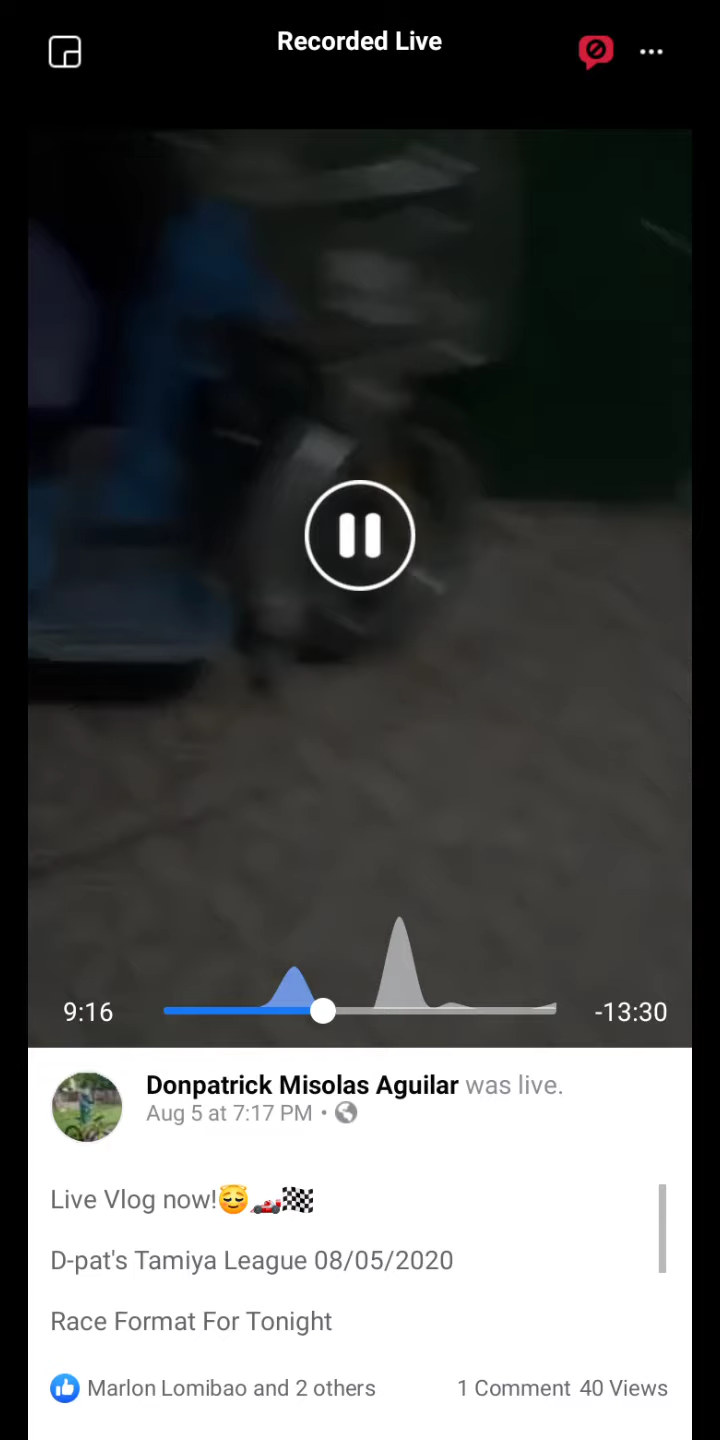 Recorded Live
9:16
-13:30
Donpatrick Misolas Aguilar was live.
Aug 5 at 7:17 PM •
Live Vlog now!😇🏎️🏁
D-pat's Tamiya League 08/05/2020
Race Format For Tonight
Marlon Lomibao and 2 others 1 Comment 40 Views